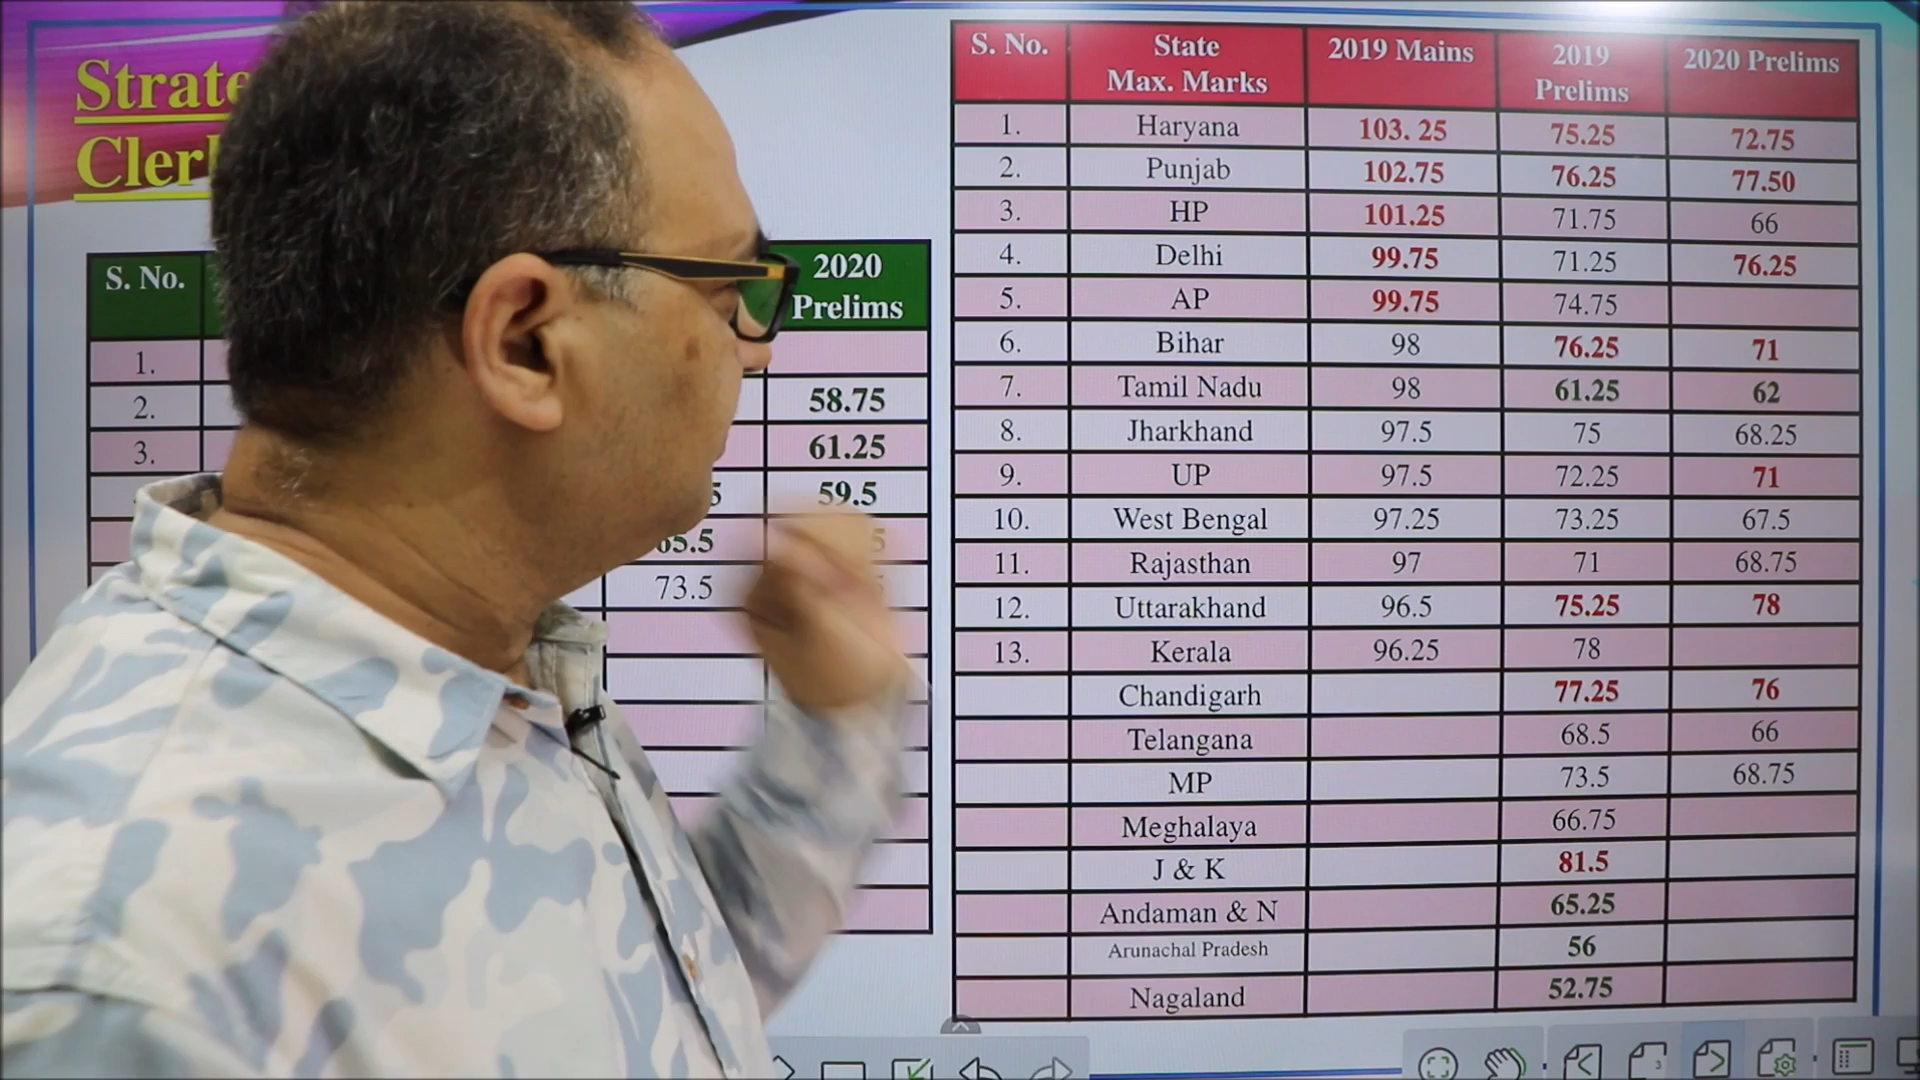 S. No. State Max. Marks 2019 Mains 2019 Prelims 2020 Prelims
1. Haryana 103. 25 75.25 72.75
2. Punjab 102.75 76.25 77.50
3. HP 101.25 71.75 66
4. Delhi 99.75 71.25 76.25
5. AP 99.75 74.75
6. Bihar 98 76.25 71
7. Tamil Nadu 98 61.25 62
8. Jharkhand 97.5 75 68.25
9. UP 97.5 72.25 71
10. West Bengal 97.25 73.25 67.5
11. Rajasthan 97 71 68.75
12. Uttarakhand 96.5 75.25 78
13. Kerala 96.25 78
Chandigarh 77.25 76
Telangana 68.5 66
MP 73.5 68.75
Meghalaya 66.75
J & K 81.5
Andaman & N 65.25
Arunachal Pradesh 56
Nagaland 52.75
S. No. 2020 Prelims
1.
2. 58.75
3. 61.25
59.5
65.5
73.5